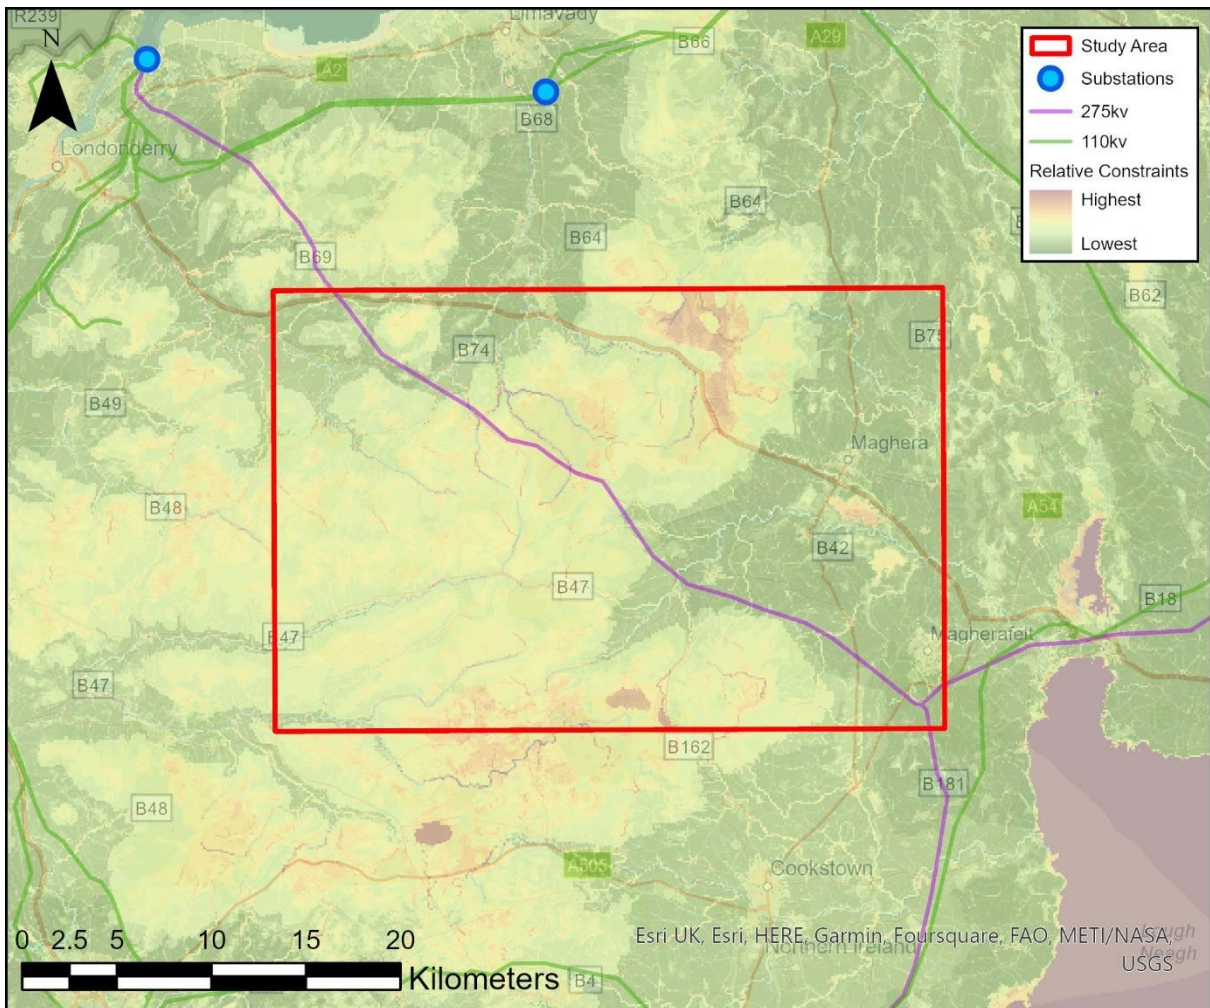 R239
Limavady
B66
A29
N
A2
B68
Londonderry
B64
B64
B69
B62
B75
B74
B49
Maghera
B48
A54
B42
B47
B47
B18
Magherafelt
B47
B162
B181
B48
A505
Cookstown
Northern Ireland
Lough
Neagh
B4
Study Area
Substations
275kv
110kv
Relative Constraints
Highest
Lowest
0 2.5 5 10 15 20
Kilometers
Esri UK, Esri, HERE, Garmin, Foursquare, FAO, METI/NASA,
USGS